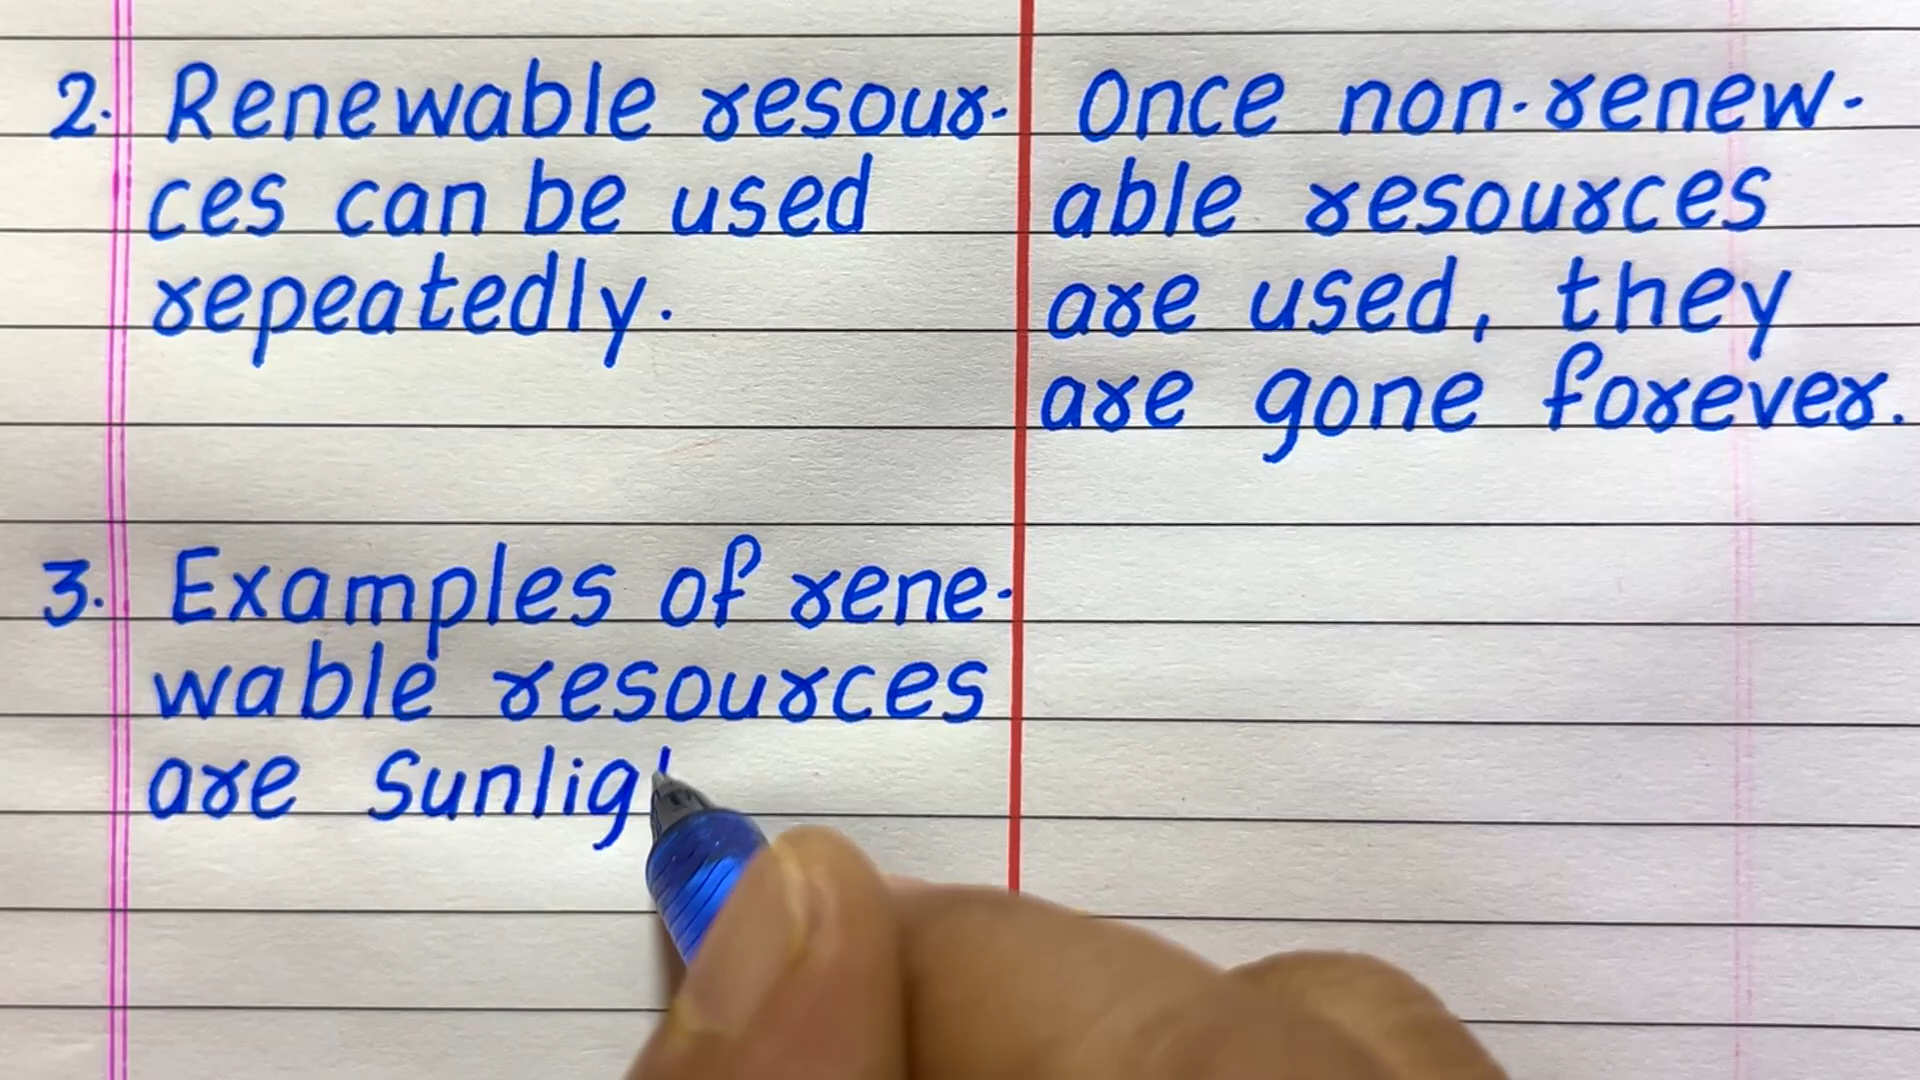 2. Renewable resour-
ces can be used
repeatedly.
Once non-renew-
able resources
are used, they
are gone forever.
3. Examples of rene-
wable resources
are Sunlig